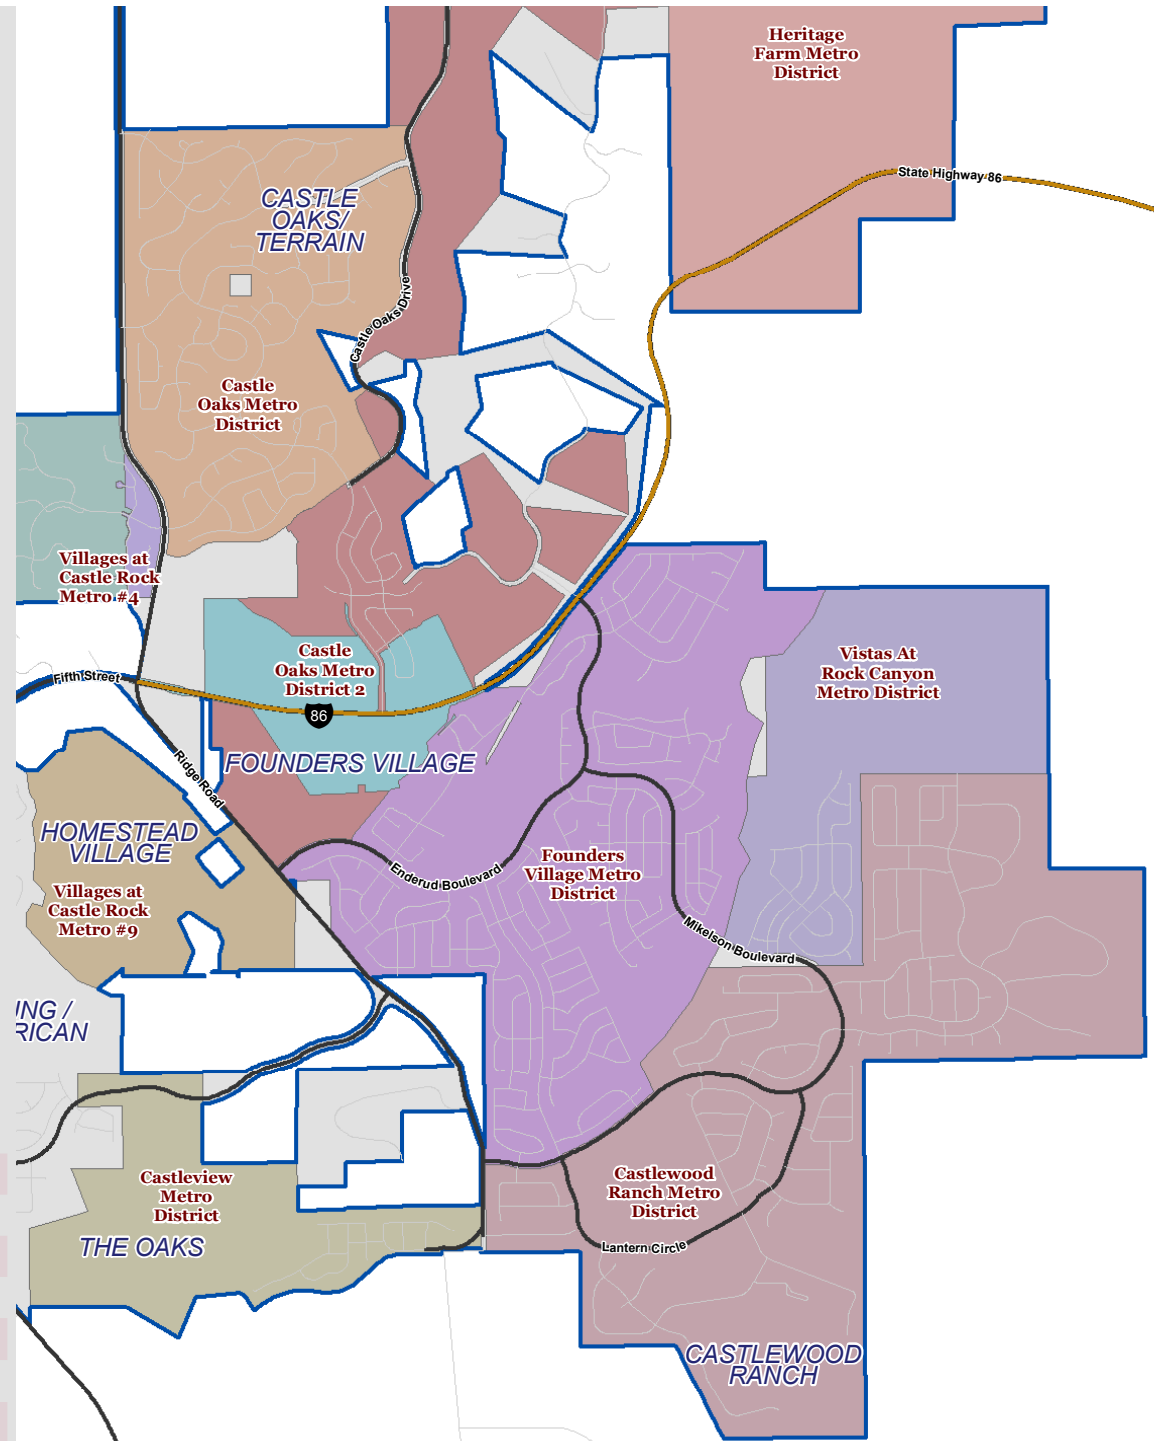 Heritage
Farm Metro
District
State Highway 86
CASTLE
OAKS/
TERRAIN
Castle Oaks Drive
Castle
Oaks Metro
District
Villages at
Castle Rock
Metro #4
Castle
Oaks Metro
District 2
Vistas At
Rock Canyon
Metro District
Fifth Street
86
FOUNDERS VILLAGE
Ridge Road
HOMESTEAD
VILLAGE
Enderud Boulevard
Founders
Village Metro
District
Villages at
Castle Rock
Metro #9
Mikelson Boulevard
ING /
RICAN
Castleview
Metro
District
Castlewood
Ranch Metro
District
THE OAKS
Lantern Circle
CASTLEWOOD
RANCH